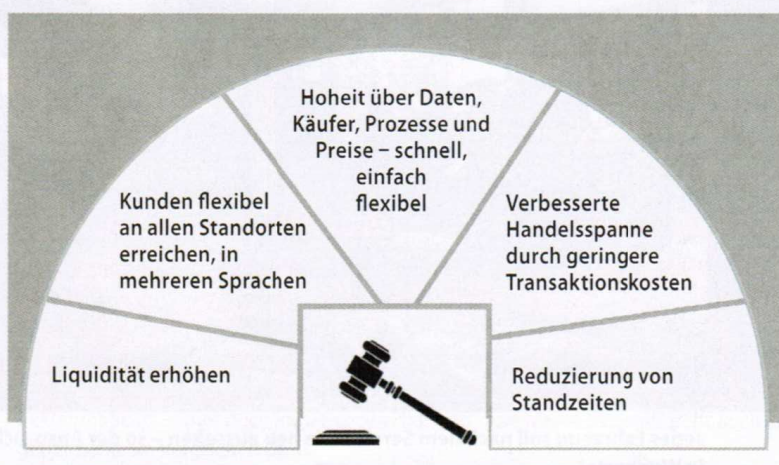 Liquidität erhöhen
Kunden flexibel
an allen Standorten
erreichen, in
mehreren Sprachen
Hoheit über Daten,
Käufer, Prozesse und
Preise – schnell,
einfach
flexibel
Verbesserte
Handelsspanne
durch geringere
Transaktionskosten
Reduzierung von
Standzeiten